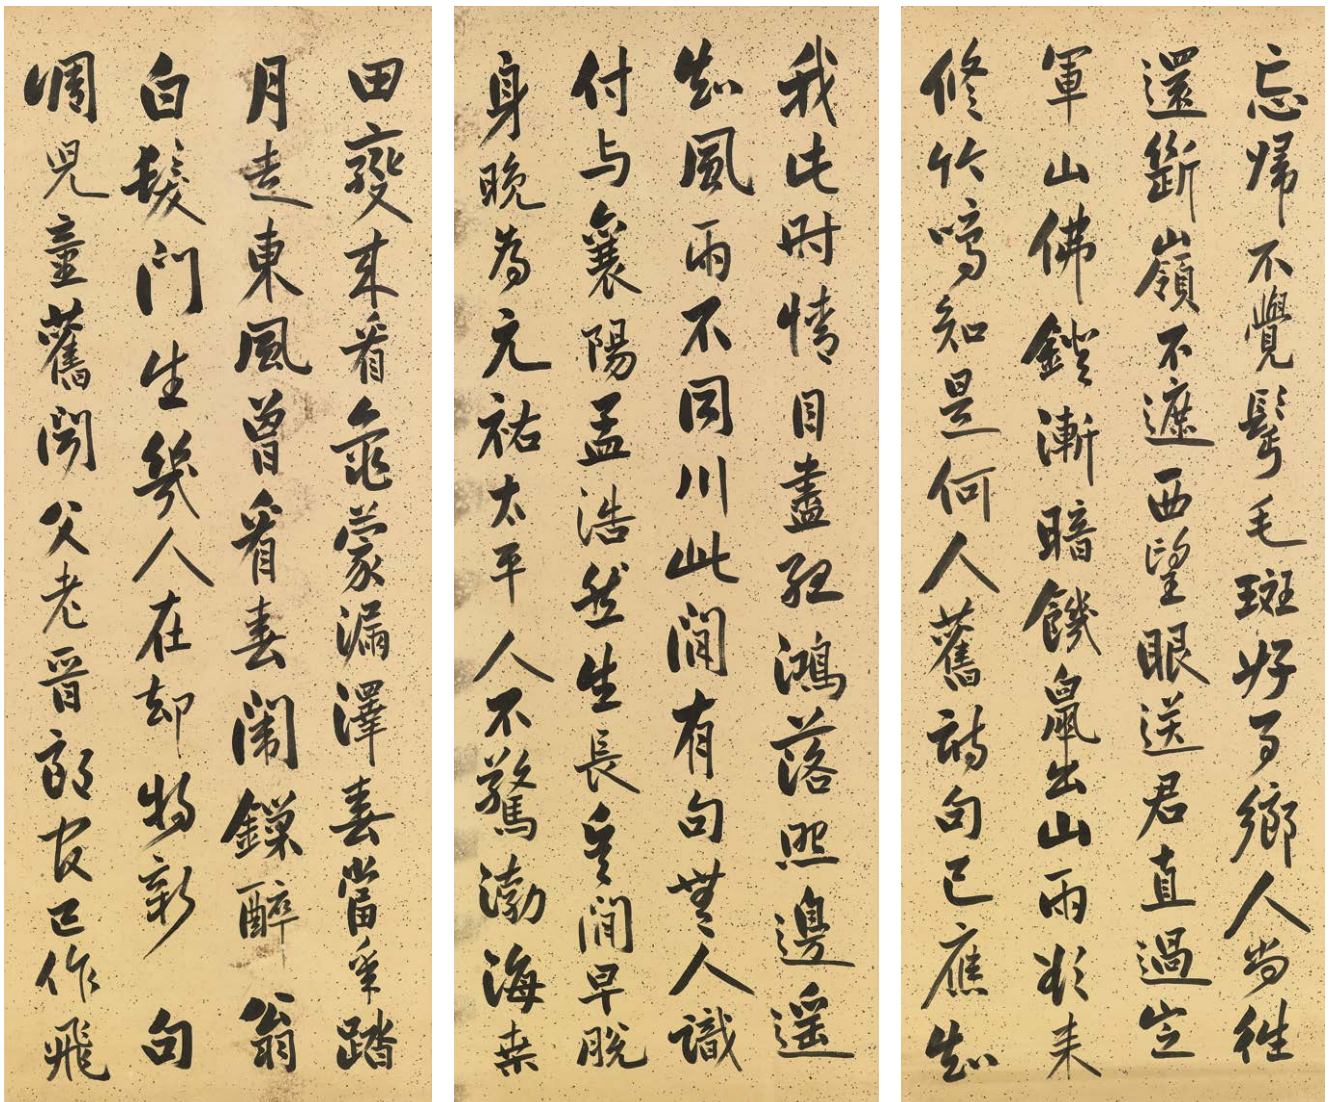 忘歸不覺鬢毛斑好事鄉人尚往
還斷嶺不遮西望眼送君直過定
軍山佛鐙漸暗饑鼠出山雨忽來
修竹鳴知是何人舊詩句已應知
我此时情目盡孤鴻落照邊遥
知風雨不同川此間有句無人識
付与襄陽孟浩然生長兵間早脫
身晚為元祐太平人不驚渤海桑
田變來看龜蒙漏澤春當年踏
月走東風曾看春闈鏁醉翁
白髮門生幾人在却將新句
調兒童舊聞父老晉郎官已作飛